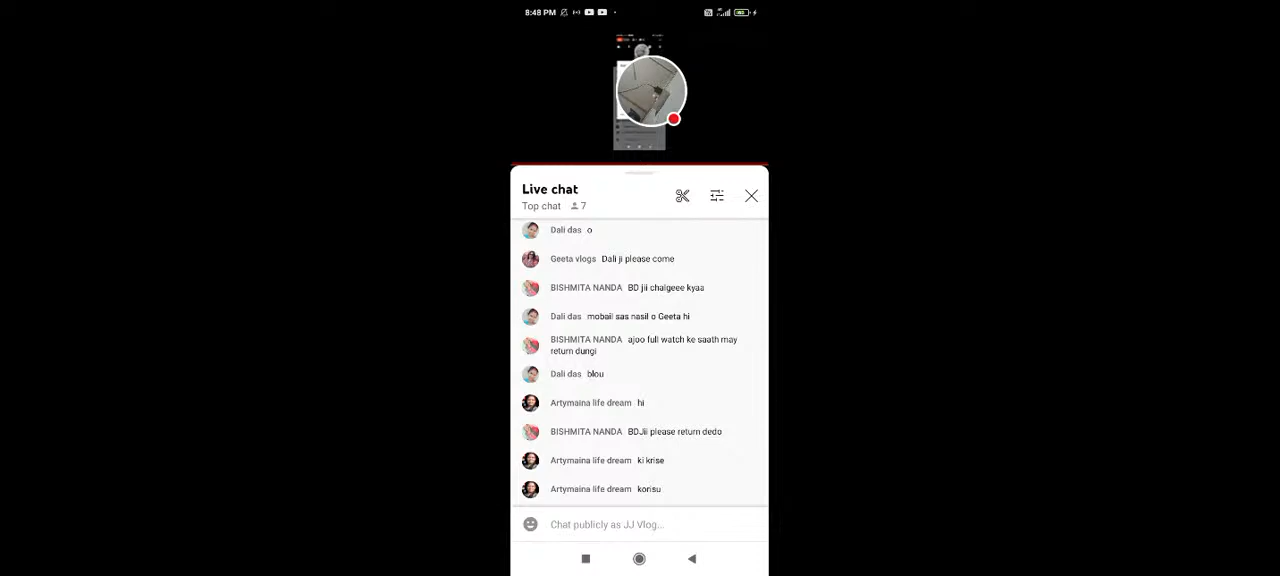 8:48 PM
Live chat
Top chat 7
Dali das o
Geeta vlogs Dali ji please come
BISHMITA NANDA BD jii chalgeee kyaa
Dali das mobail sas nasil o Geeta hi
BISHMITA NANDA ajoo full watch ke saath may
return dungi
Dali das blou
Artymaina life dream hi
BISHMITA NANDA BDJii please return dedo
Artymaina life dream ki krise
Artymaina life dream korisu
Chat publicly as JJ Vlog...